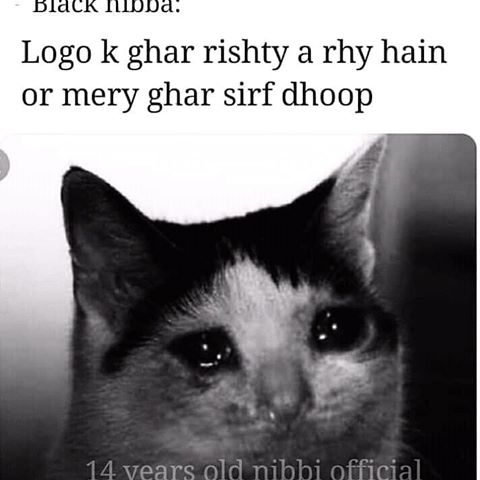 Black nibba:
Logo k ghar rishty a rhy hain
or mery ghar sirf dhoop
14 years old nibbi official